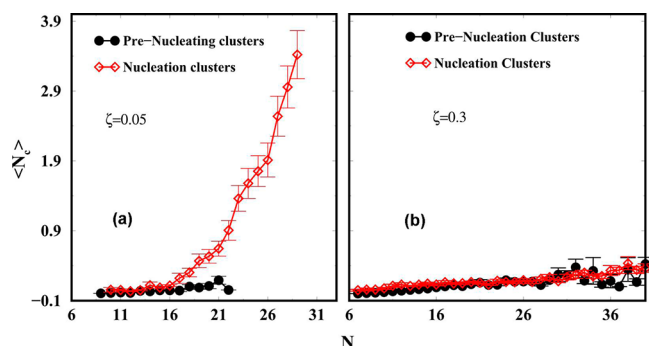 3.9
2.9
1.9
0.9
−0.1
<N_c>
Pre−Nucleating clusters
Nucleation clusters
ζ=0.05
(a)
6 11 16 21 26 31
Pre−Nucleation Clusters
Nucleation Clusters
ζ=0.3
(b)
6 16 26 36
N